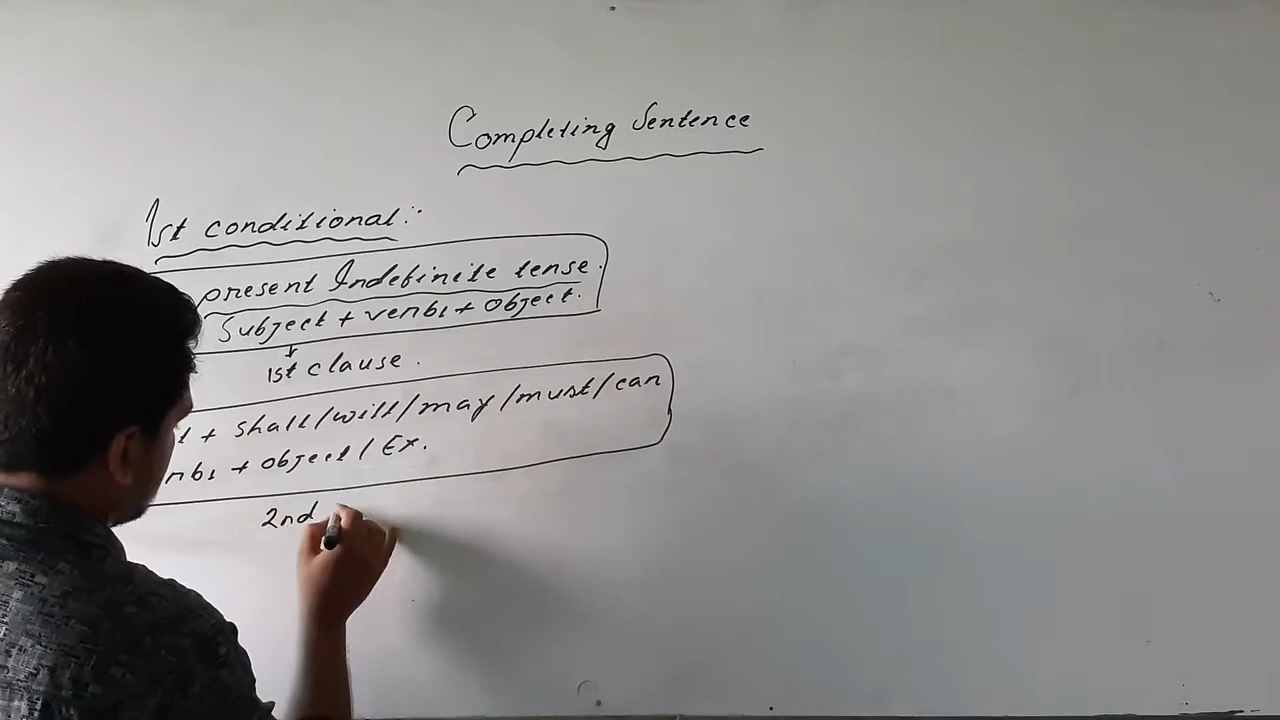 Completing Sentence
1st conditional:
present Indefinite tense.
Subject + verb1 + object.
1st clause.
+ shall/will/may/must/can
+ object/Ex.
2nd